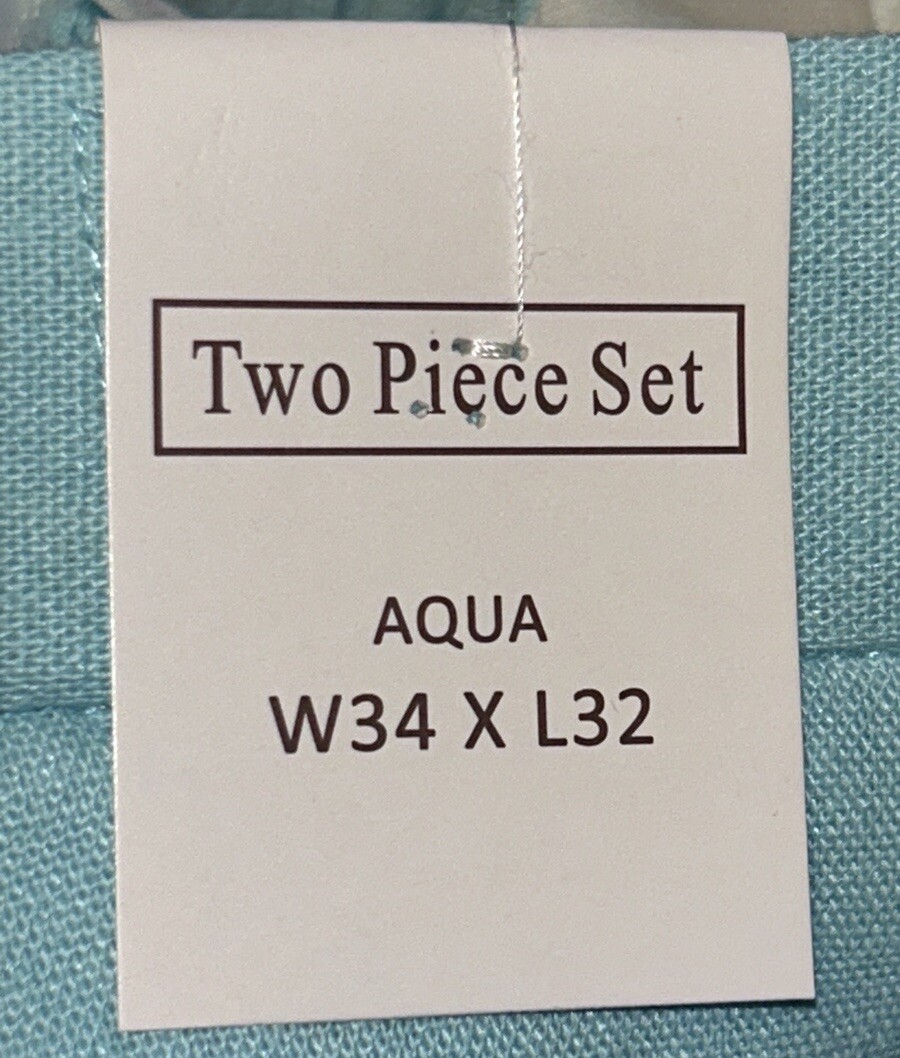 Two Piece Set
AQUA
W34 X L32